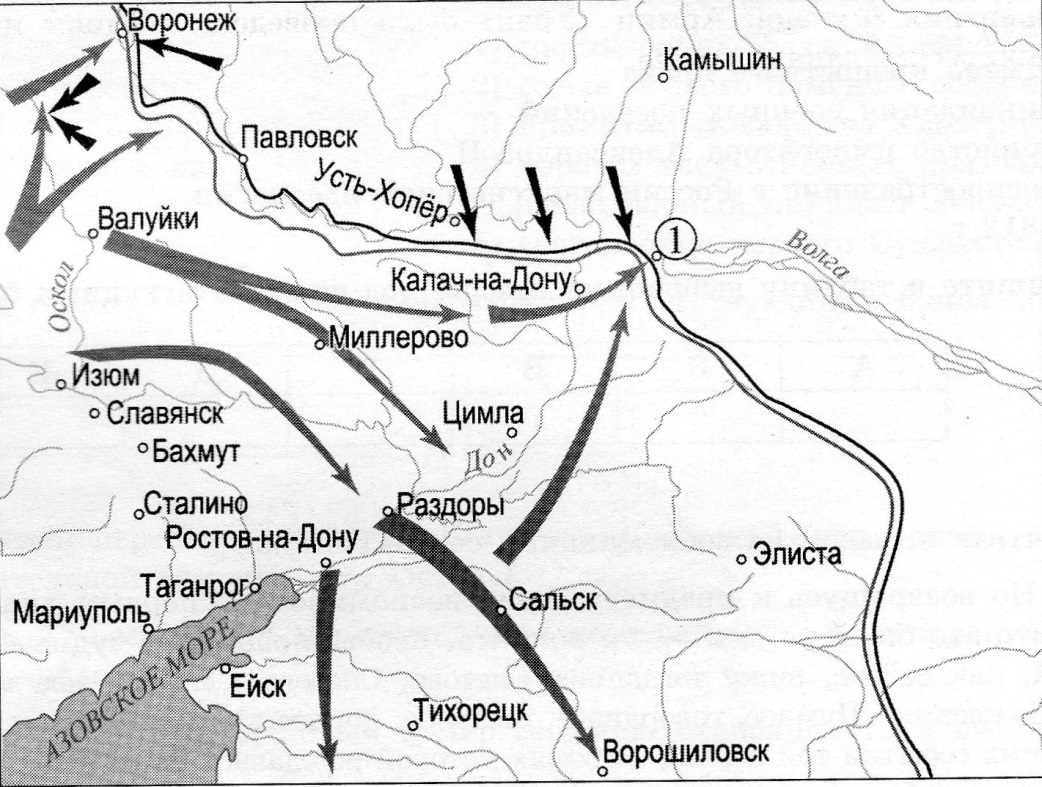 Воронеж
Камышин
Павловск
Усть-Хопёр
Валуйки
1
Волга
Оскол
Калач-на-Дону
Миллерово
Изюм
Славянск
Цимла
Бахмут
Дон
Сталино
Раздоры
Ростов-на-Дону
Элиста
Таганрог
Сальск
Мариуполь
АЗОВСКОЕ МОРЕ
Ейск
Тихорецк
Ворошиловск